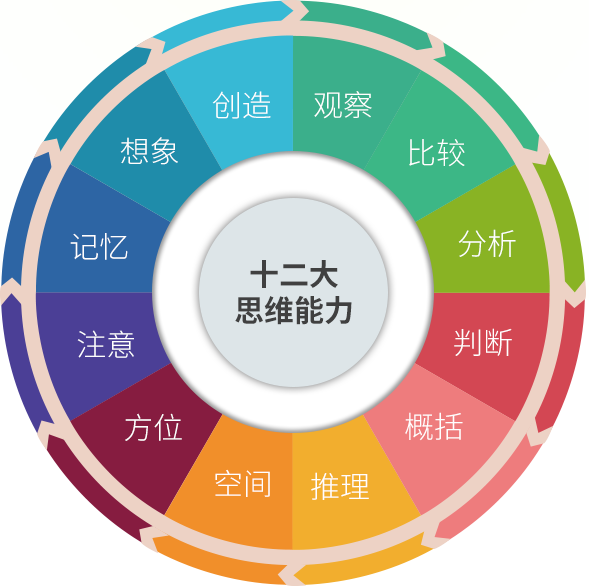 十二大
思维能力
观察
比较
分析
判断
概括
推理
空间
方位
注意
记忆
想象
创造